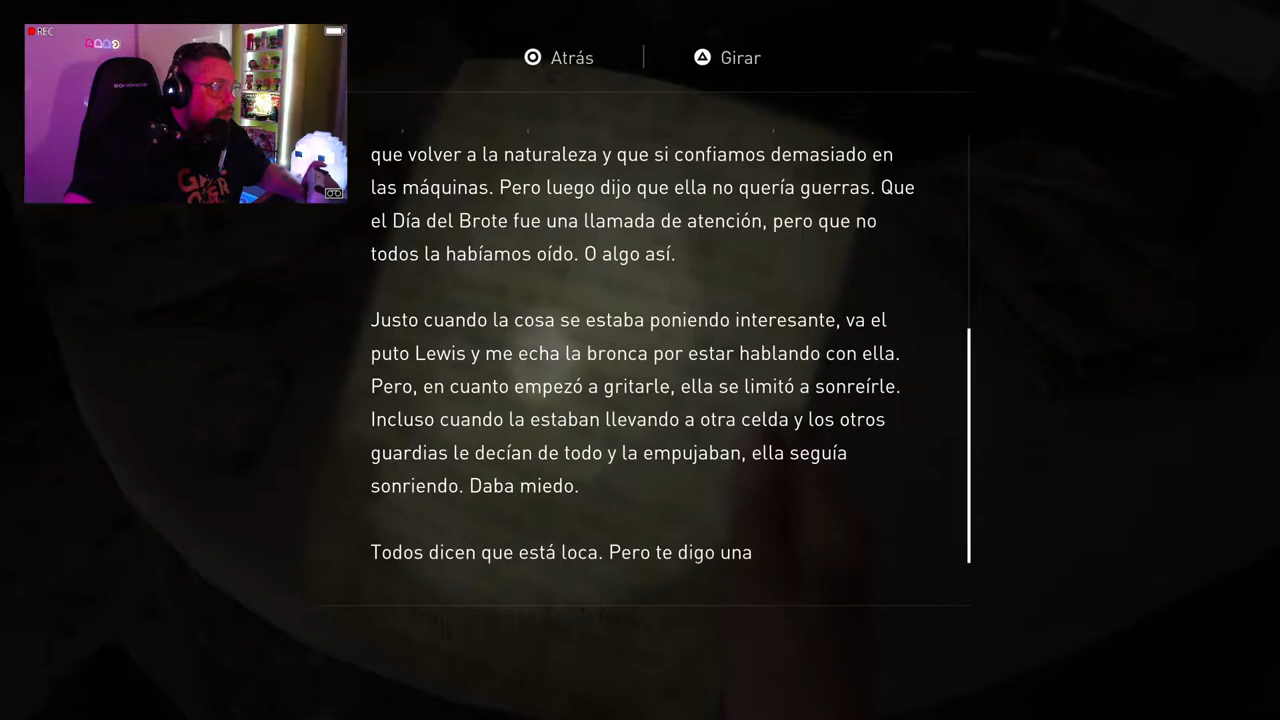 REC
Atrás
Girar
que volver a la naturaleza y que si confiamos demasiado en
las máquinas. Pero luego dijo que ella no quería guerras. Que
el Día del Brote fue una llamada de atención, pero que no
todos la habíamos oído. O algo así.
Justo cuando la cosa se estaba poniendo interesante, va el
puto Lewis y me echa la bronca por estar hablando con ella.
Pero, en cuanto empezó a gritarle, ella se limitó a sonreírle.
Incluso cuando la estaban llevando a otra celda y los otros
guardias le decían de todo y la empujaban, ella seguía
sonriendo. Daba miedo.
Todos dicen que está loca. Pero te digo una